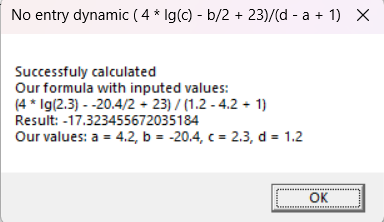 No entry dynamic ( 4 * lg(c) - b/2 + 23)/(d - a + 1)
Successfuly calculated
Our formula with inputed values:
(4 * lg(2.3) - -20.4/2 + 23) / (1.2 - 4.2 + 1)
Result: -17.323455672035184
Our values: a = 4.2, b = -20.4, c = 2.3, d = 1.2
OK